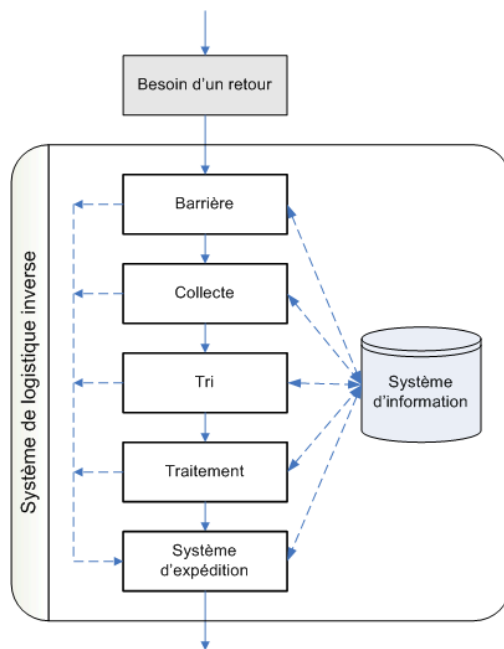 Besoin d'un retour
Système de logistique inverse
Barrière
Collecte
Tri
Système
d'information
Traitement
Système
d'expédition